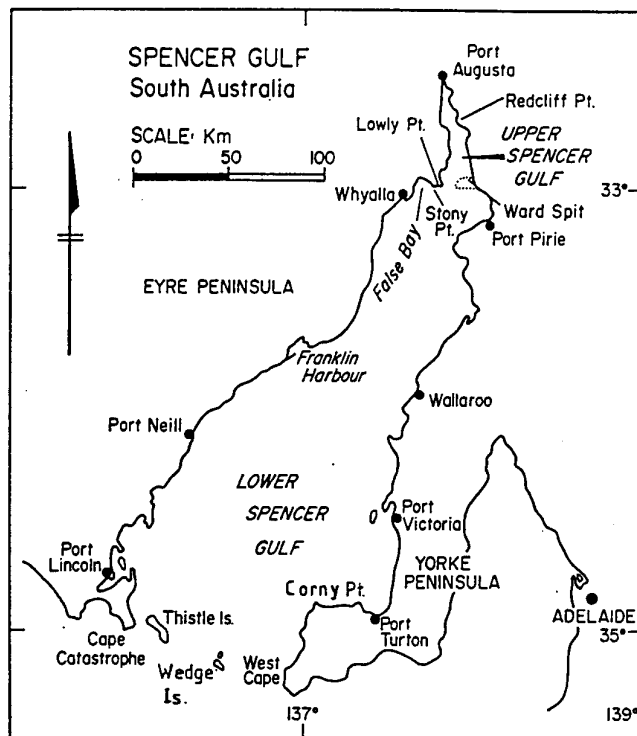 SPENCER GULF
South Australia
SCALE: Km
0 50 100
Port
Augusta
Redcliff Pt.
Lowly Pt.
UPPER
SPENCER
GULF
33°
Whyalla
Stony
Pt.
Ward Spit
Port Pirie
False Bay
EYRE PENINSULA
Franklin
Harbour
Wallaroo
Port Neill
LOWER
SPENCER
GULF
Port
Victoria
Port
Lincoln
YORKE
PENINSULA
Corny Pt.
Thistle Is.
Port
Turton
ADELAIDE
Cape
Catastrophe
35°
Wedge
Is.
West
Cape
137°
139°